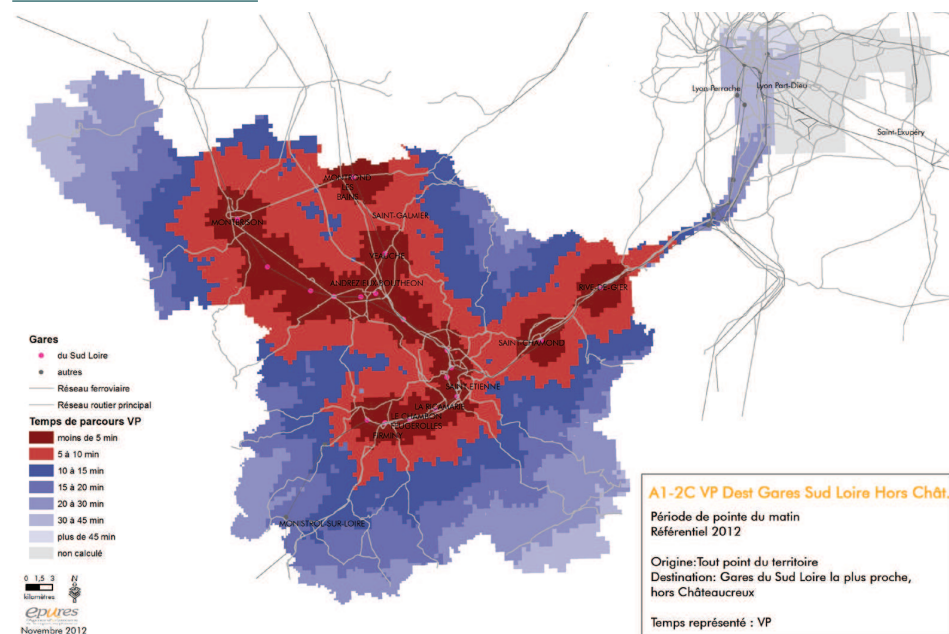 Lyon Perrache
Lyon Part-Dieu
Saint-Exupéry
MONTROND
LES
BAINS
MONTBRISON
SAINT-GALMIER
VEAUCHE
ANDREZIEUX-BOUTHEON
RIVE-DE-GIER
SAINT-CHAMOND
SAINT-ETIENNE
LA RICAMARIE
LE CHAMBON
FEUGEROLLES
FIRMINY
MONISTROL-SUR-LOIRE
Gares
du Sud Loire
autres
Réseau ferroviaire
Réseau routier principal
Temps de parcours VP
moins de 5 min
5 à 10 min
10 à 15 min
15 à 20 min
20 à 30 min
30 à 45 min
plus de 45 min
non calculé
0 1,5 3
kilomètres
N
epures
Novembre 2012
A1-2C VP Dest Gares Sud Loire Hors Chât.
Période de pointe du matin
Référentiel 2012
Origine:Tout point du territoire
Destination: Gares du Sud Loire la plus proche,
hors Châteaucreux
Temps représenté : VP